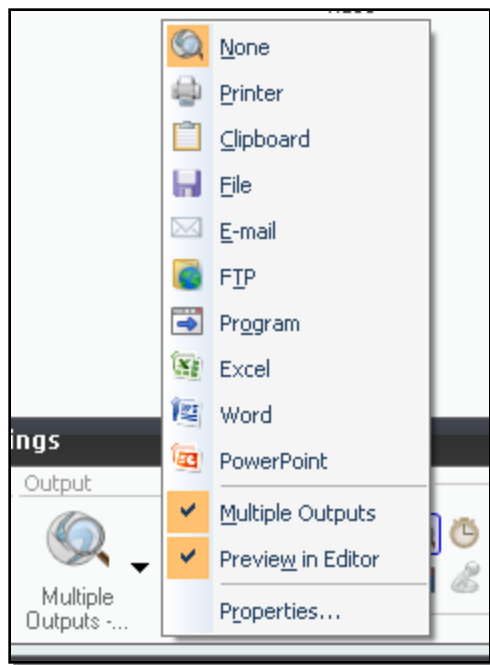 None
Printer
Clipboard
File
E-mail
FTP
Program
Excel
Word
PowerPoint
ings
Output
Multiple Outputs
Preview in Editor
Properties...
Multiple
Outputs -...